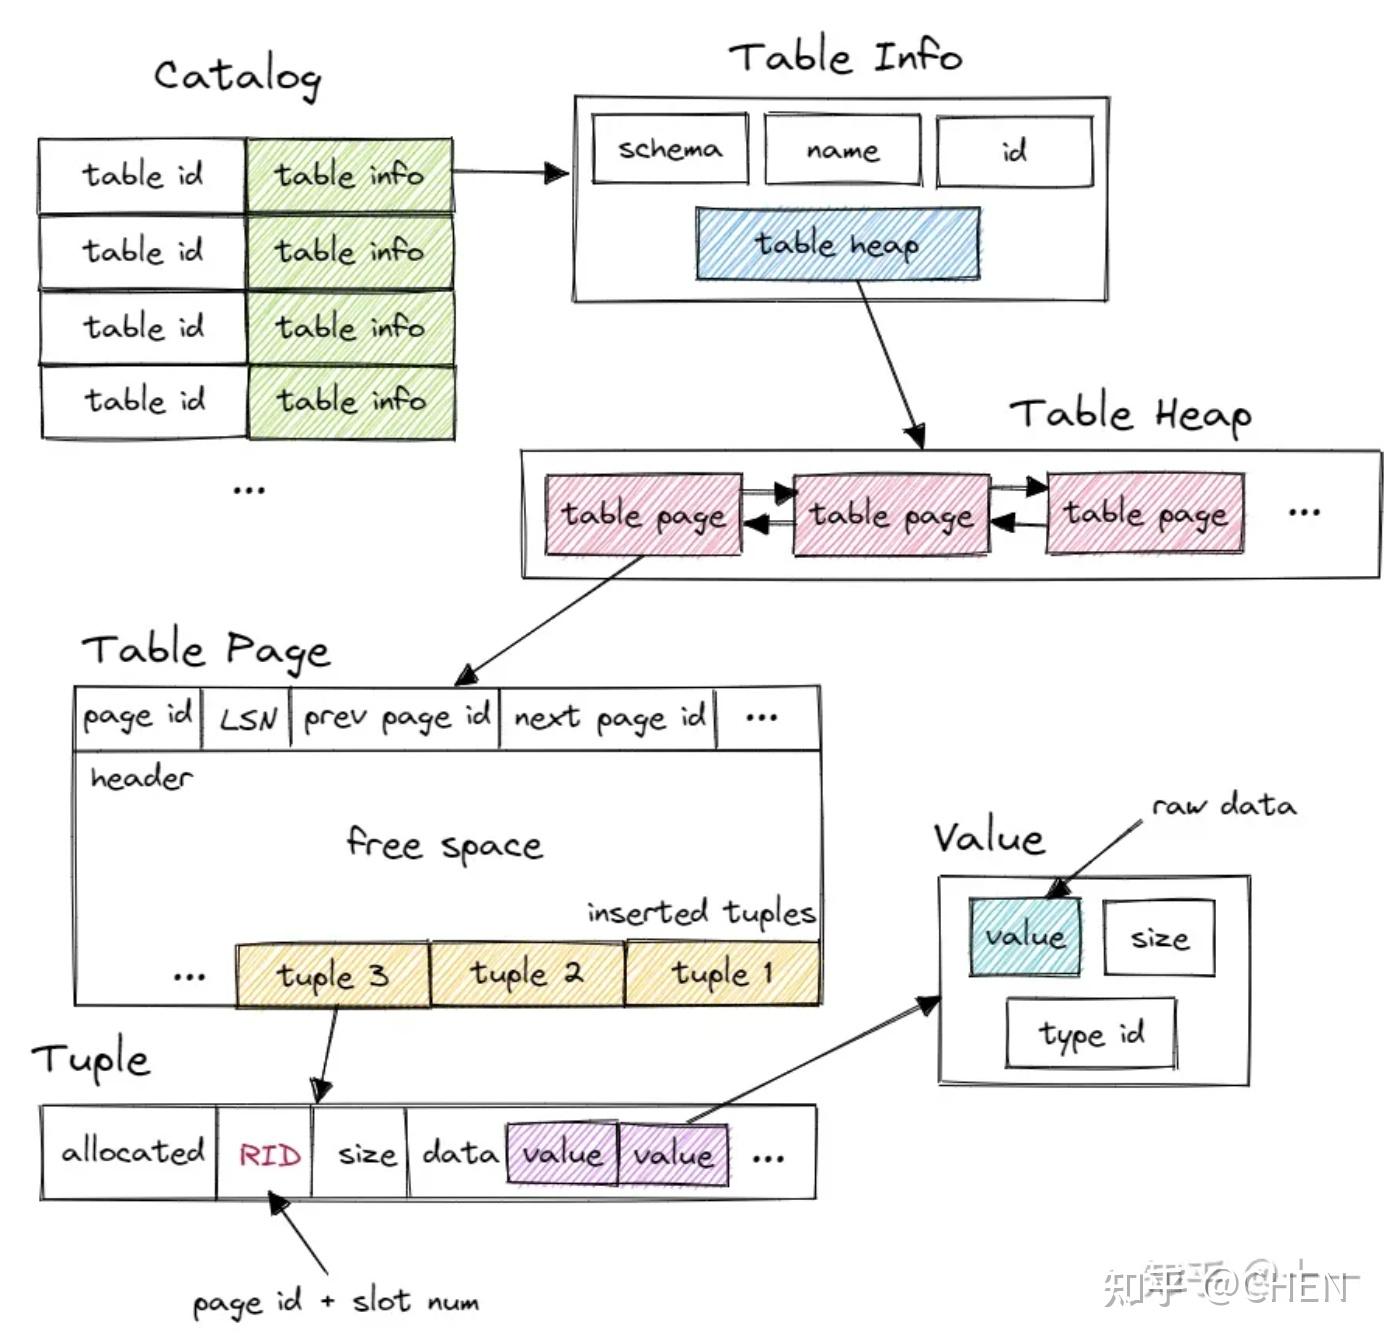 Catalog
table id table info
table id table info
table id table info
table id table info
...
Table Info
schema name id
table heap
Table Heap
table page table page table page ...
Table Page
page id LSN prev page id next page id ...
header
free space
inserted tuples
... tuple 3 tuple 2 tuple 1
Value
raw data
value size
type id
Tuple
allocated RID size data value value ...
page id + slot num
知乎 @CHEN